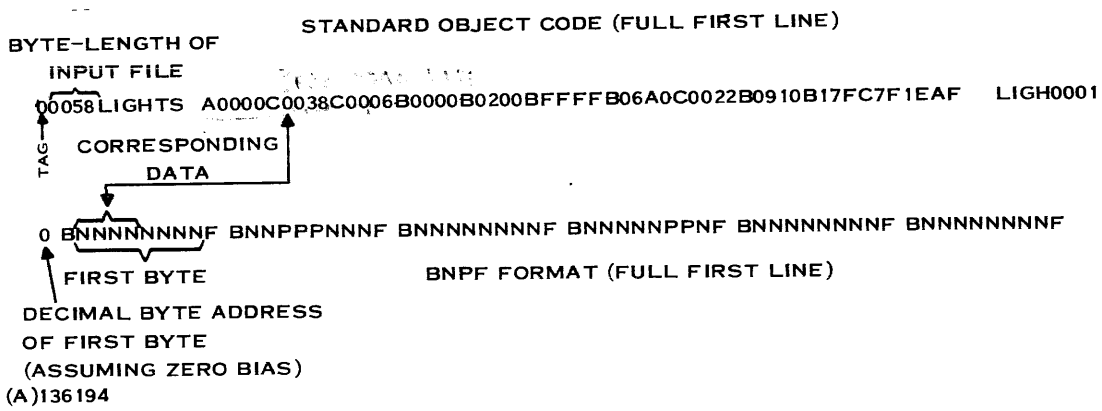 STANDARD OBJECT CODE (FULL FIRST LINE)
BYTE-LENGTH OF
INPUT FILE
00058LIGHTS A0000C0038C0006B0000B0200BFFFFB06A0C0022B0910B17FC7F1EAF LIGH0001
TAG
CORRESPONDING
DATA
0 BNNNNNNNNF BNNPPPNNNF BNNNNNNNNF BNNNNNPPNF BNNNNNNNNF BNNNNNNNNF
FIRST BYTE
BNPF FORMAT (FULL FIRST LINE)
DECIMAL BYTE ADDRESS
OF FIRST BYTE
(ASSUMING ZERO BIAS)
(A)136194